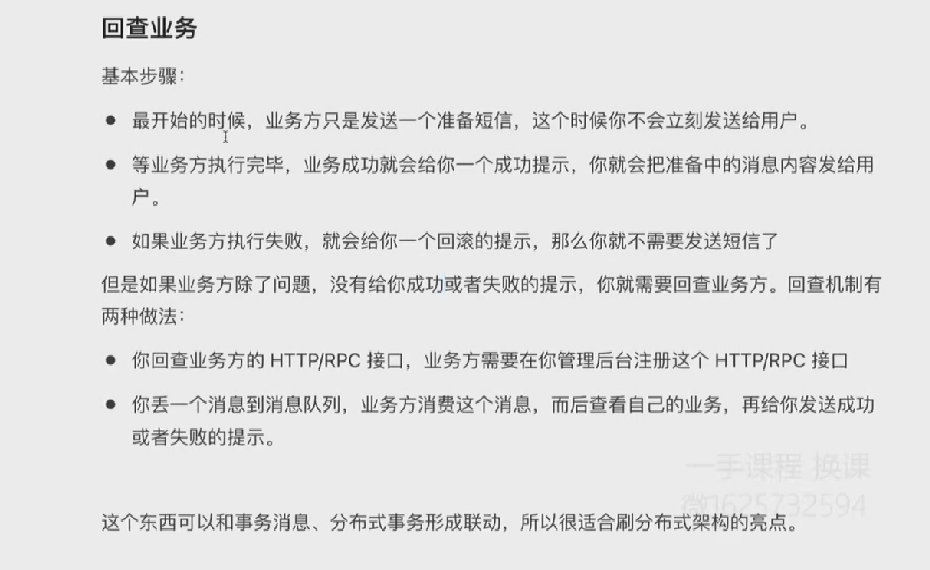 回查业务
基本步骤：
● 最开始的时候，业务方只是发送一个准备短信，这个时候你不会立刻发送给用户。
● 等业务方执行完毕，业务成功就会给你一个成功提示，你就会把准备中的消息内容发给用
户。
● 如果业务方执行失败，就会给你一个回滚的提示，那么你就不需要发送短信了
但是如果业务方除了问题，没有给你成功或者失败的提示，你就需要回查业务方。回查机制有
两种做法：
● 你回查业务方的 HTTP/RPC 接口，业务方需要在你管理后台注册这个 HTTP/RPC 接口
● 你丢一个消息到消息队列，业务方消费这个消息，而后查看自己的业务，再给你发送成功
或者失败的提示。
一手课程 换课
微1625732594
这个东西可以和事务消息、分布式事务形成联动，所以很适合刷分布式架构的亮点。